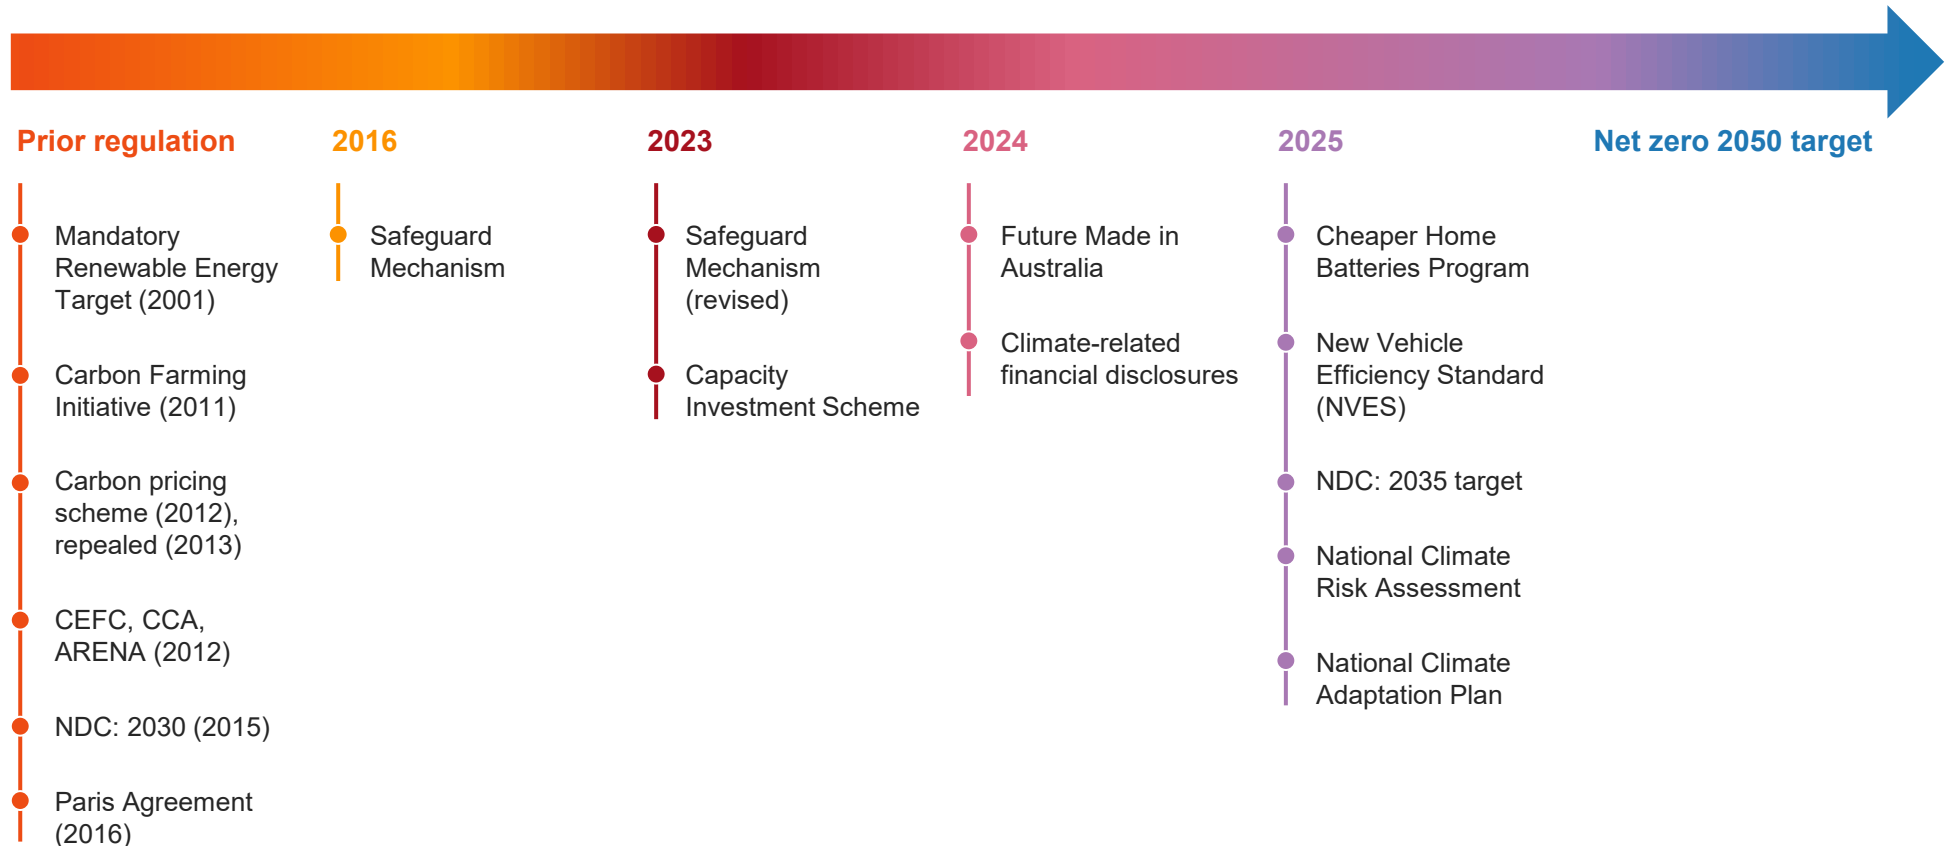 Prior regulation
Mandatory
Renewable Energy
Target (2001)
Carbon Farming
Initiative (2011)
Carbon pricing
scheme (2012),
repealed (2013)
CEFC, CCA,
ARENA (2012)
NDC: 2030 (2015)
Paris Agreement
(2016)
2016
Safeguard
Mechanism
2023
Safeguard
Mechanism
(revised)
Capacity
Investment Scheme
2024
Future Made in
Australia
Climate-related
financial disclosures
2025
Cheaper Home
Batteries Program
New Vehicle
Efficiency Standard
(NVES)
NDC: 2035 target
National Climate
Risk Assessment
National Climate
Adaptation Plan
Net zero 2050 target